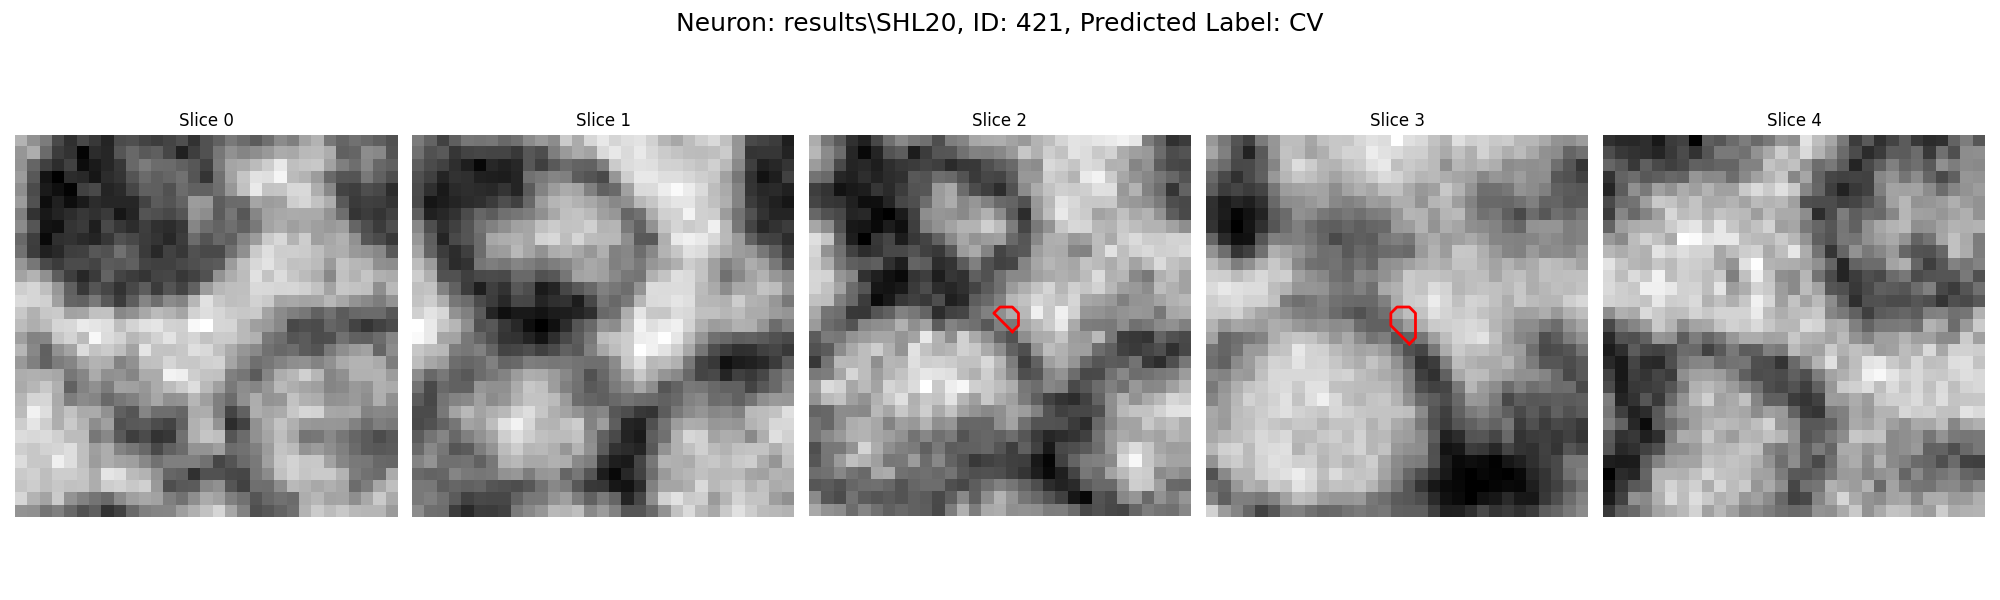 Neuron: results\SHL20, ID: 421, Predicted Label: CV
Slice 0
Slice 1
Slice 2
Slice 3
Slice 4